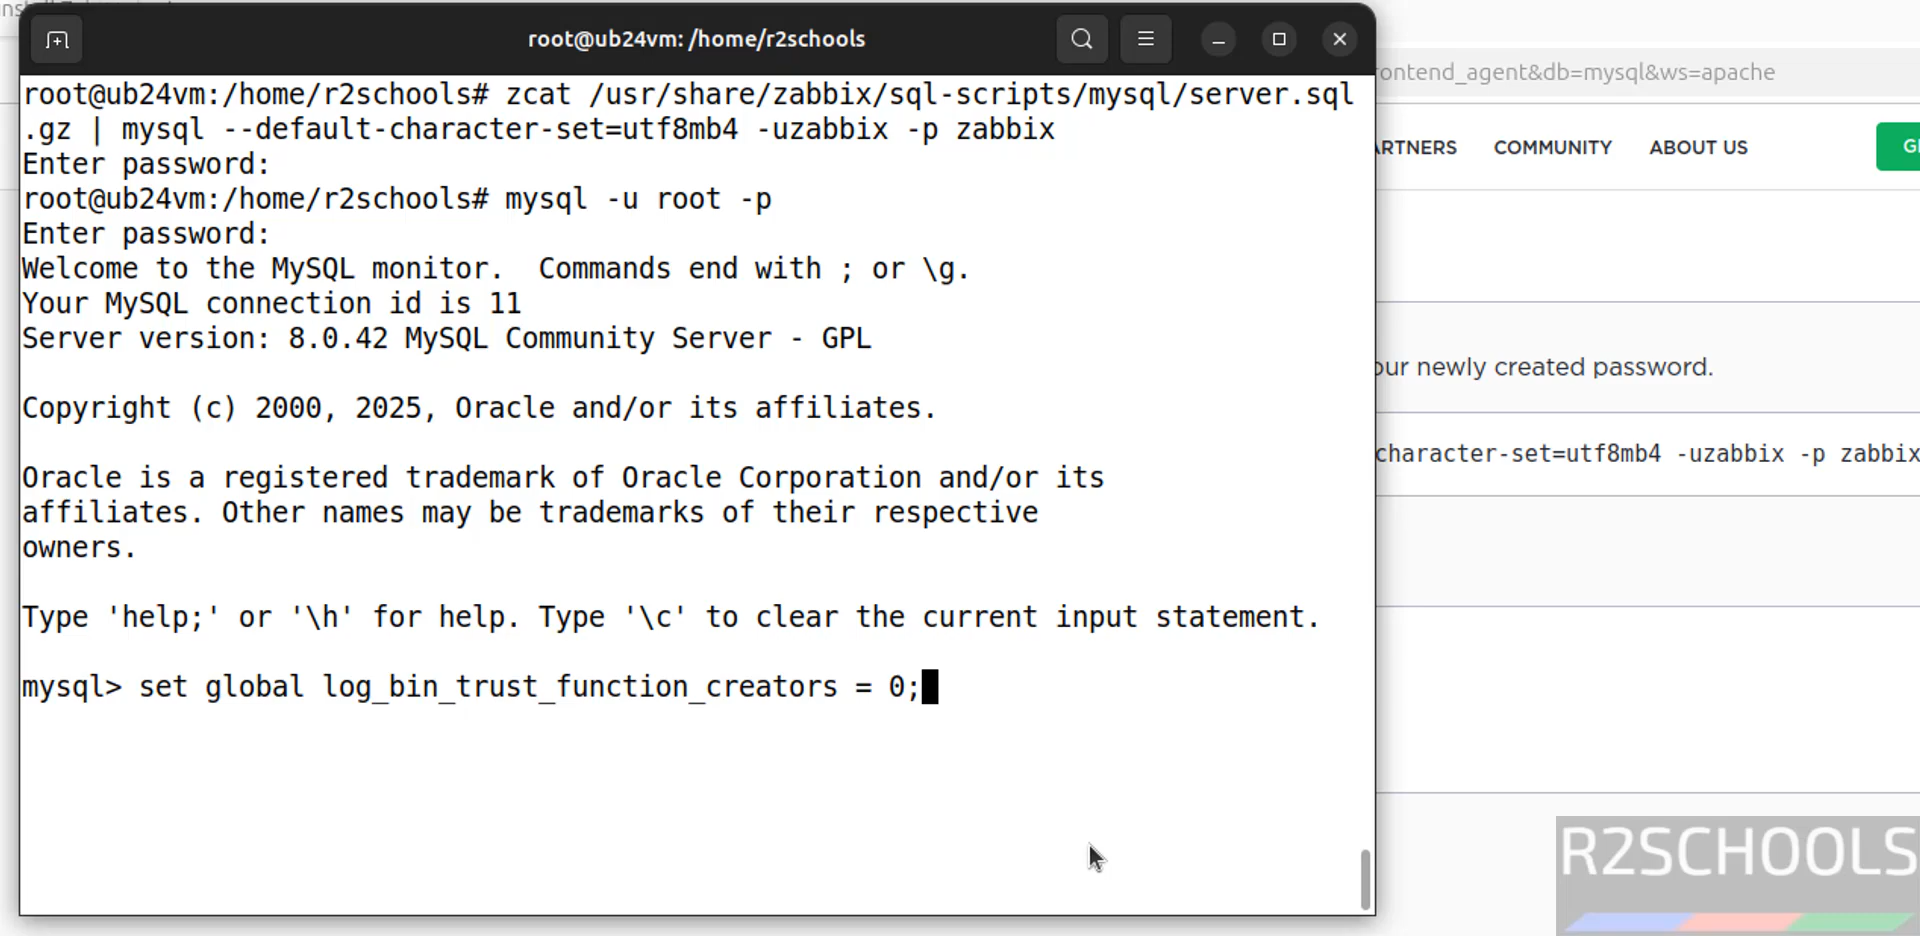 root@ub24vm: /home/r2schools
root@ub24vm:/home/r2schools# zcat /usr/share/zabbix/sql-scripts/mysql/server.sql
.gz | mysql --default-character-set=utf8mb4 -uzabbix -p zabbix
Enter password:
root@ub24vm:/home/r2schools# mysql -u root -p
Enter password:
Welcome to the MySQL monitor.  Commands end with ; or \g.
Your MySQL connection id is 11
Server version: 8.0.42 MySQL Community Server - GPL
Copyright (c) 2000, 2025, Oracle and/or its affiliates.
Oracle is a registered trademark of Oracle Corporation and/or its
affiliates. Other names may be trademarks of their respective
owners.
Type 'help;' or '\h' for help. Type '\c' to clear the current input statement.
mysql> set global log_bin_trust_function_creators = 0;
ontend_agent&db=mysql&ws=apache
ARTNERS COMMUNITY ABOUT US
our newly created password.
character-set=utf8mb4 -uzabbix -p zabbix
R2SCHOOLS